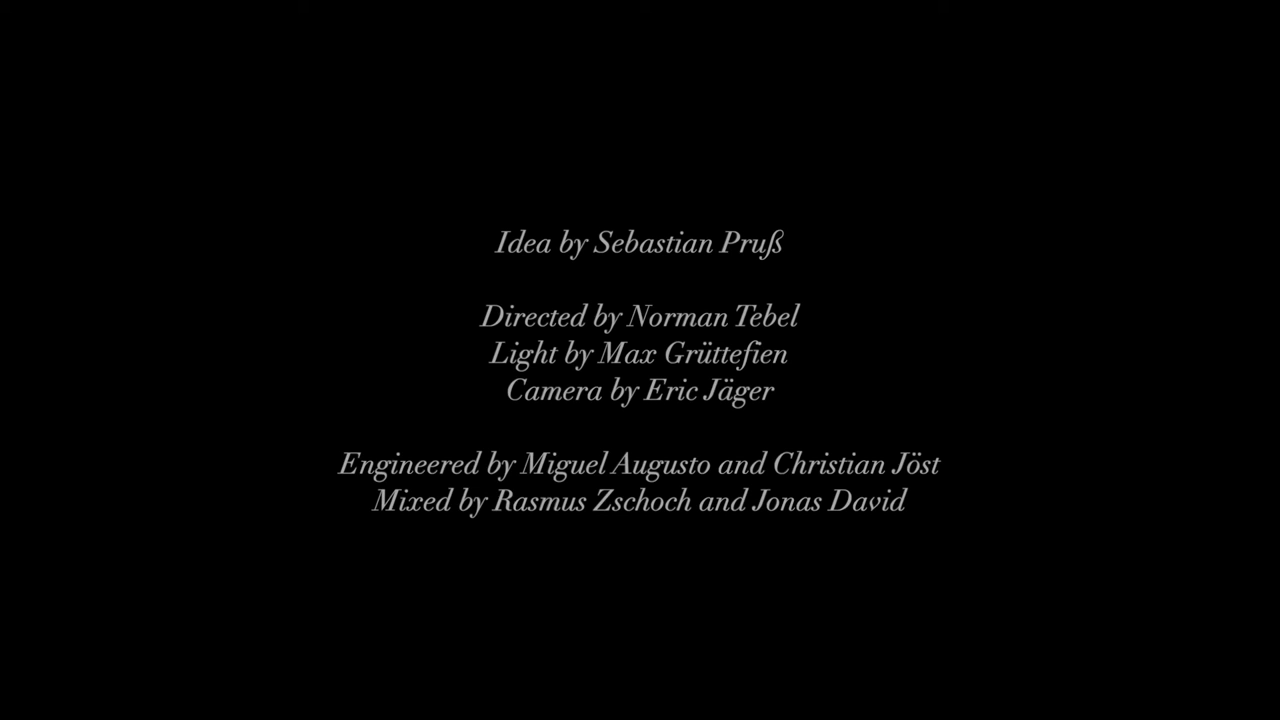 Idea by Sebastian Pruß
Directed by Norman Tebel
Light by Max Grüttefien
Camera by Eric Jäger
Engineered by Miguel Augusto and Christian Jöst
Mixed by Rasmus Zschoch and Jonas David